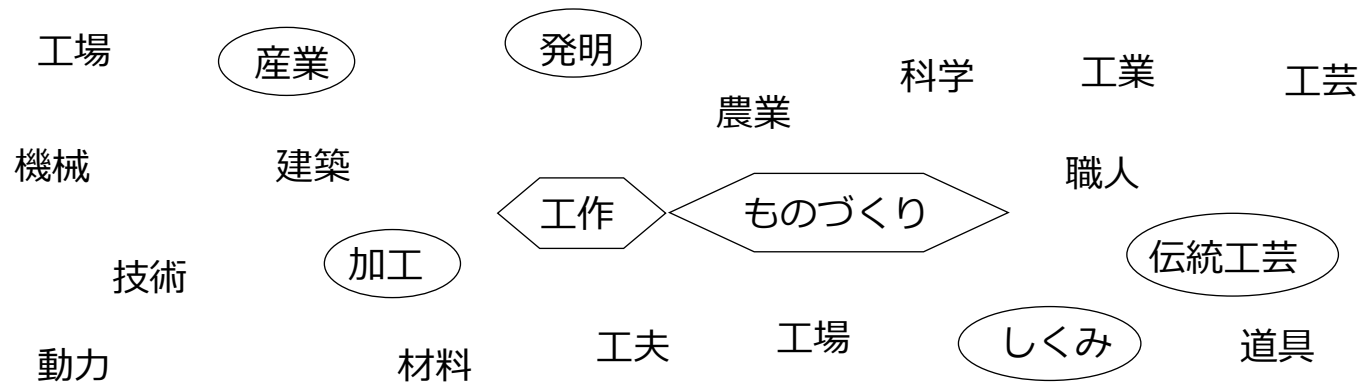 工場
産業
発明
科学
工業
工芸
農業
機械
建築
職人
工作
ものづくり
技術
加工
伝統工芸
動力
材料
工夫
工場
しくみ
道具